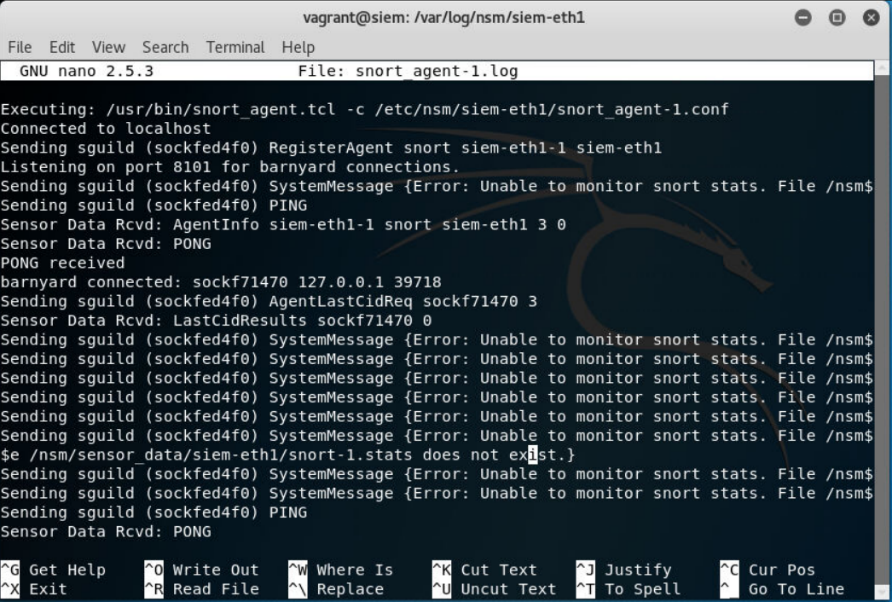 vagrant@siem: /var/log/nsm/siem-eth1
File Edit View Search Terminal Help
GNU nano 2.5.3 File: snort_agent-1.log
Executing: /usr/bin/snort_agent.tcl -c /etc/nsm/siem-eth1/snort_agent-1.conf
Connected to localhost
Sending sguild (sockfed4f0) RegisterAgent snort siem-eth1-1 siem-eth1
Listening on port 8101 for barnyard connections.
Sending sguild (sockfed4f0) SystemMessage {Error: Unable to monitor snort stats. File /nsm$
Sending sguild (sockfed4f0) PING
Sensor Data Rcvd: AgentInfo siem-eth1-1 snort siem-eth1 3 0
Sensor Data Rcvd: PONG
PONG received
barnyard connected: sockf71470 127.0.0.1 39718
Sending sguild (sockfed4f0) AgentLastCidReq sockf71470 3
Sensor Data Rcvd: LastCidResults sockf71470 0
Sending sguild (sockfed4f0) SystemMessage {Error: Unable to monitor snort stats. File /nsm$
Sending sguild (sockfed4f0) SystemMessage {Error: Unable to monitor snort stats. File /nsm$
Sending sguild (sockfed4f0) SystemMessage {Error: Unable to monitor snort stats. File /nsm$
Sending sguild (sockfed4f0) SystemMessage {Error: Unable to monitor snort stats. File /nsm$
Sending sguild (sockfed4f0) SystemMessage {Error: Unable to monitor snort stats. File /nsm$
Sending sguild (sockfed4f0) SystemMessage {Error: Unable to monitor snort stats. File /nsm$
$e /nsm/sensor_data/siem-eth1/snort-1.stats does not exist.}
Sending sguild (sockfed4f0) SystemMessage {Error: Unable to monitor snort stats. File /nsm$
Sending sguild (sockfed4f0) SystemMessage {Error: Unable to monitor snort stats. File /nsm$
Sending sguild (sockfed4f0) PING
Sensor Data Rcvd: PONG
^G Get Help ^O Write Out ^W Where Is ^K Cut Text ^J Justify ^C Cur Pos
^X Exit ^R Read File ^\ Replace ^U Uncut Text ^T To Spell ^_ Go To Line